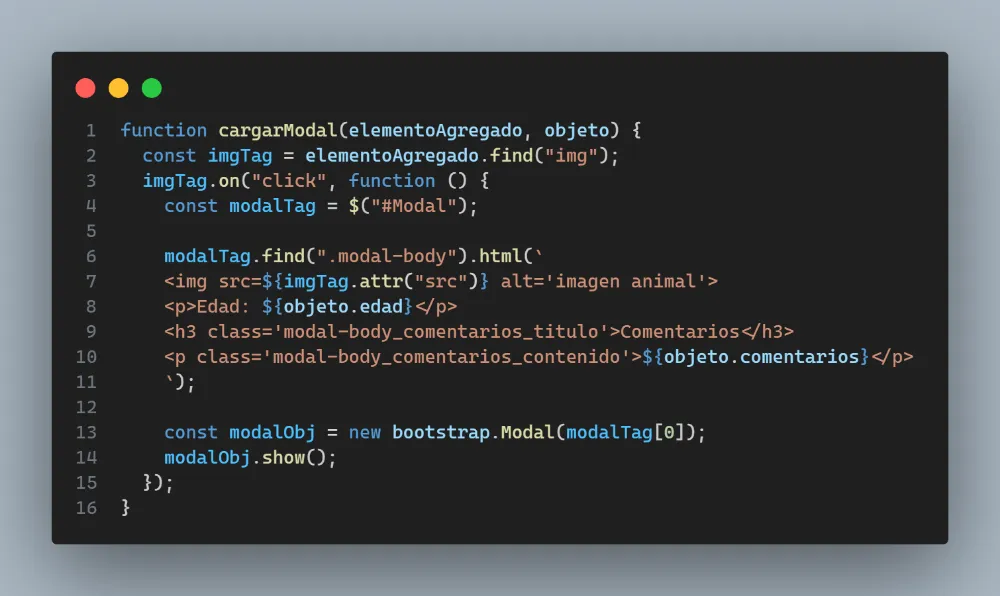 1 function cargarModal(elementoAgregado, objeto) {
2   const imgTag = elementoAgregado.find("img");
3   imgTag.on("click", function () {
4     const modalTag = $("#Modal");
5
6     modalTag.find(".modal-body").html(`
7     <img src=${imgTag.attr("src")} alt='imagen animal'>
8     <p>Edad: ${objeto.edad}</p>
9     <h3 class='modal-body_comentarios_titulo'>Comentarios</h3>
10     <p class='modal-body_comentarios_contenido'>${objeto.comentarios}</p>
11     `);
12
13     const modalObj = new bootstrap.Modal(modalTag[0]);
14     modalObj.show();
15   });
16 }